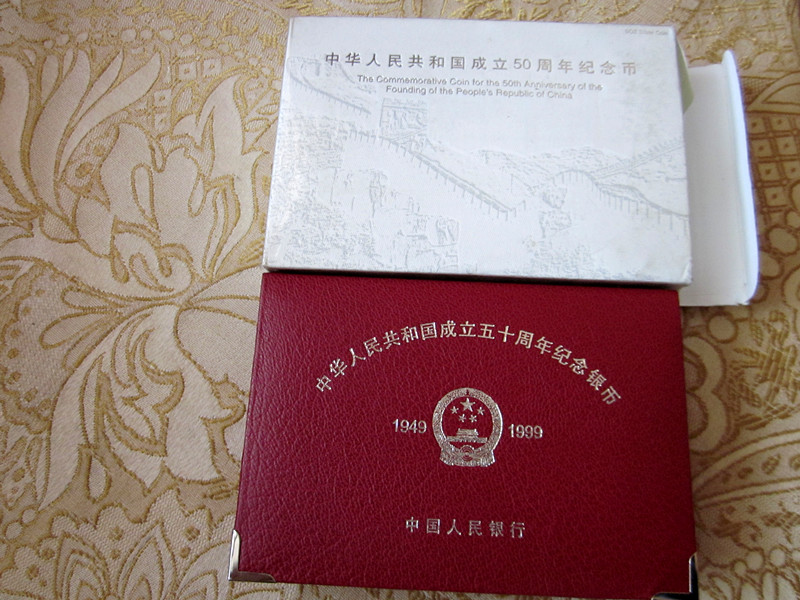 中华人民共和国成立50周年纪念币
The Commemorative Coin for the 50th Anniversary of the
Founding of the People's Republic of China
中华人民共和国成立五十周年纪念银币
1949 1999
中国人民银行